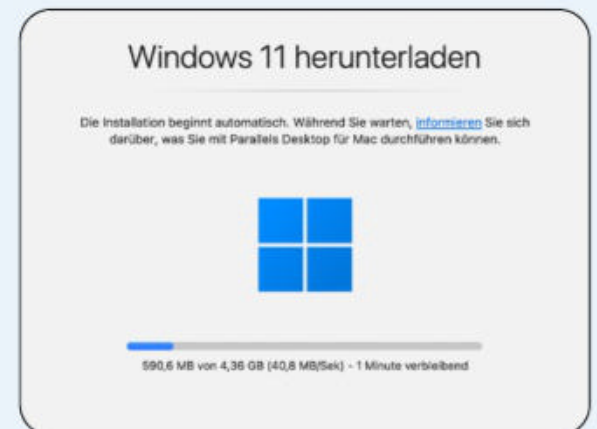 Windows 11 herunterladen
Die Installation beginnt automatisch. Während Sie warten, informieren Sie sich
darüber, was Sie mit Parallels Desktop für Mac durchführen können.
590,6 MB von 4,36 GB (40,8 MB/Sek) - 1 Minute verbleibend